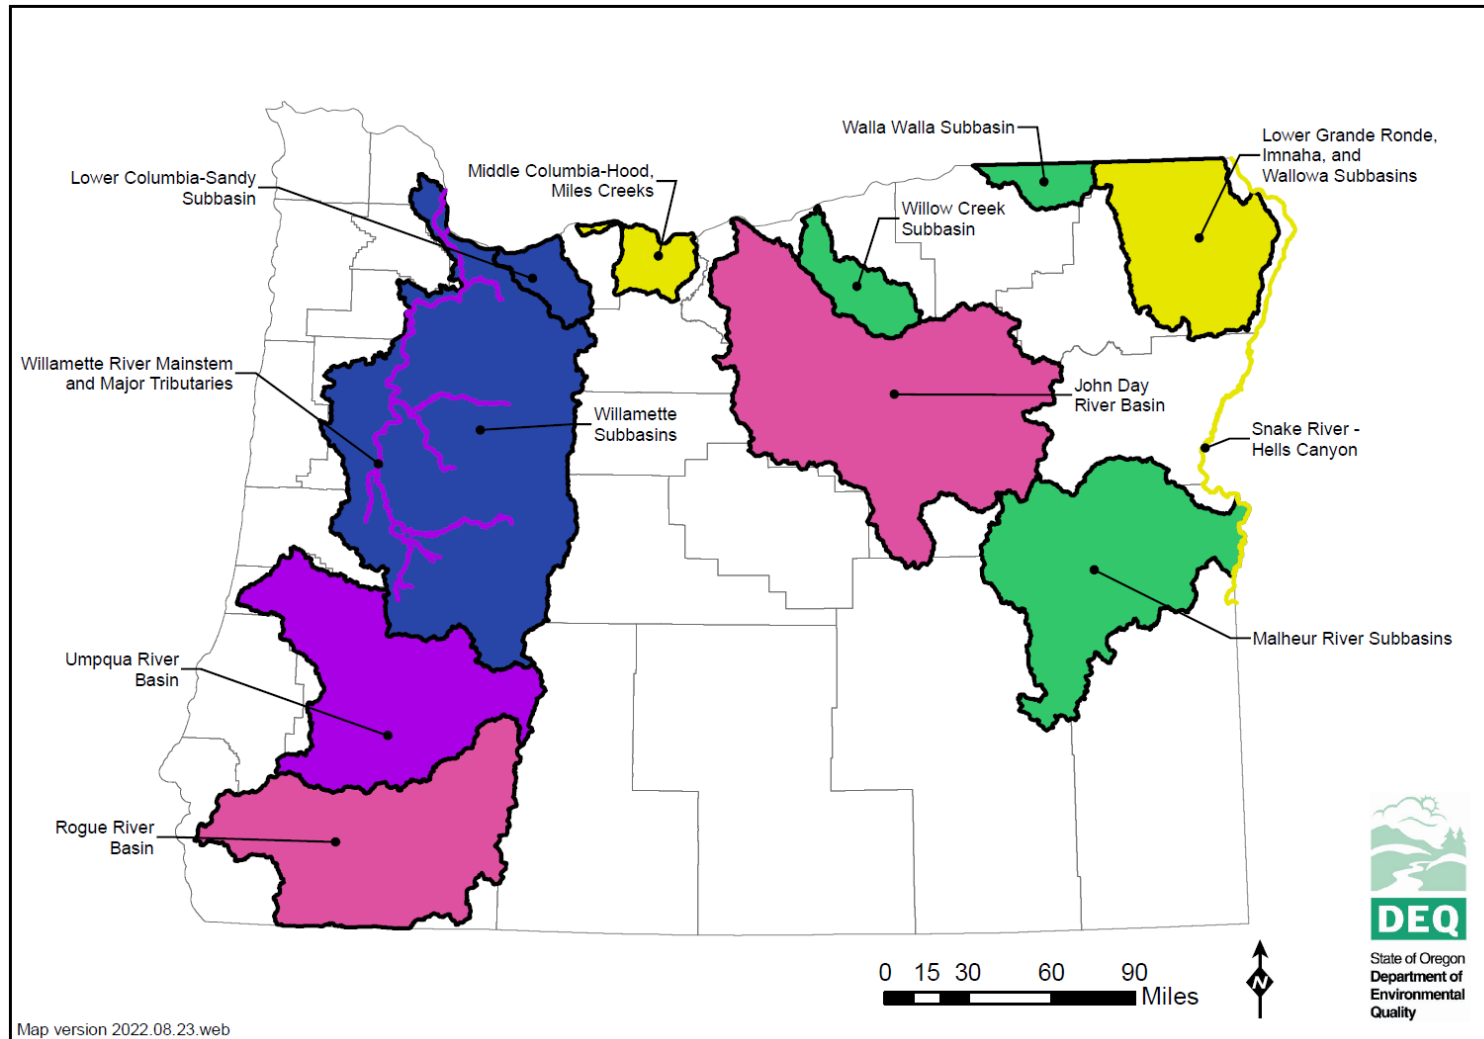 Walla Walla Subbasin
Lower Grande Ronde,
Imnaha, and
Wallowa Subbasins
Middle Columbia-Hood,
Miles Creeks
Lower Columbia-Sandy
Subbasin
Willow Creek
Subbasin
Willamette River Mainstem
and Major Tributaries
John Day
River Basin
Willamette
Subbasins
Snake River -
Hells Canyon
Malheur River Subbasins
Umpqua River
Basin
Rogue River
Basin
DEQ
State of Oregon
Department of
Environmental
Quality
0 15 30 60 90
Miles
N
Map version 2022.08.23.web